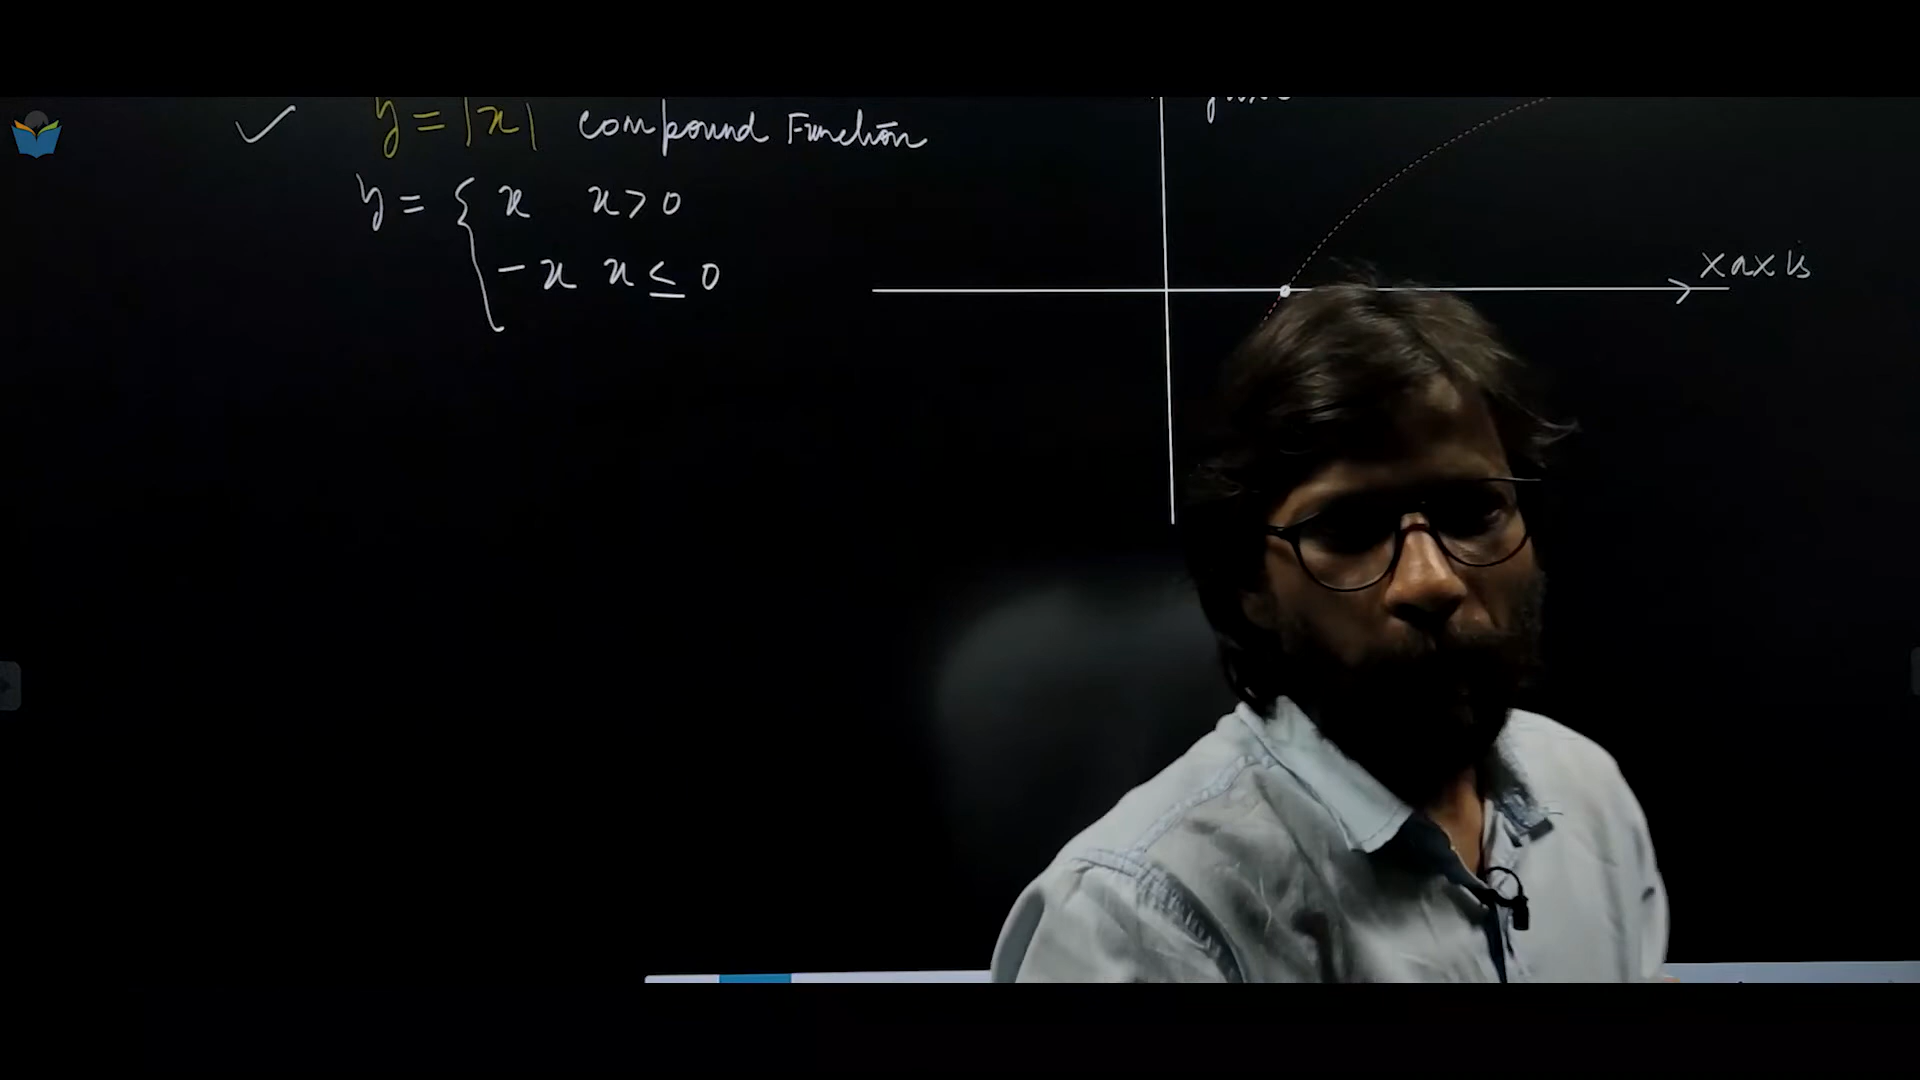 y = |x| compound Function
y = { x x > 0
- x x ≤ 0
x axis